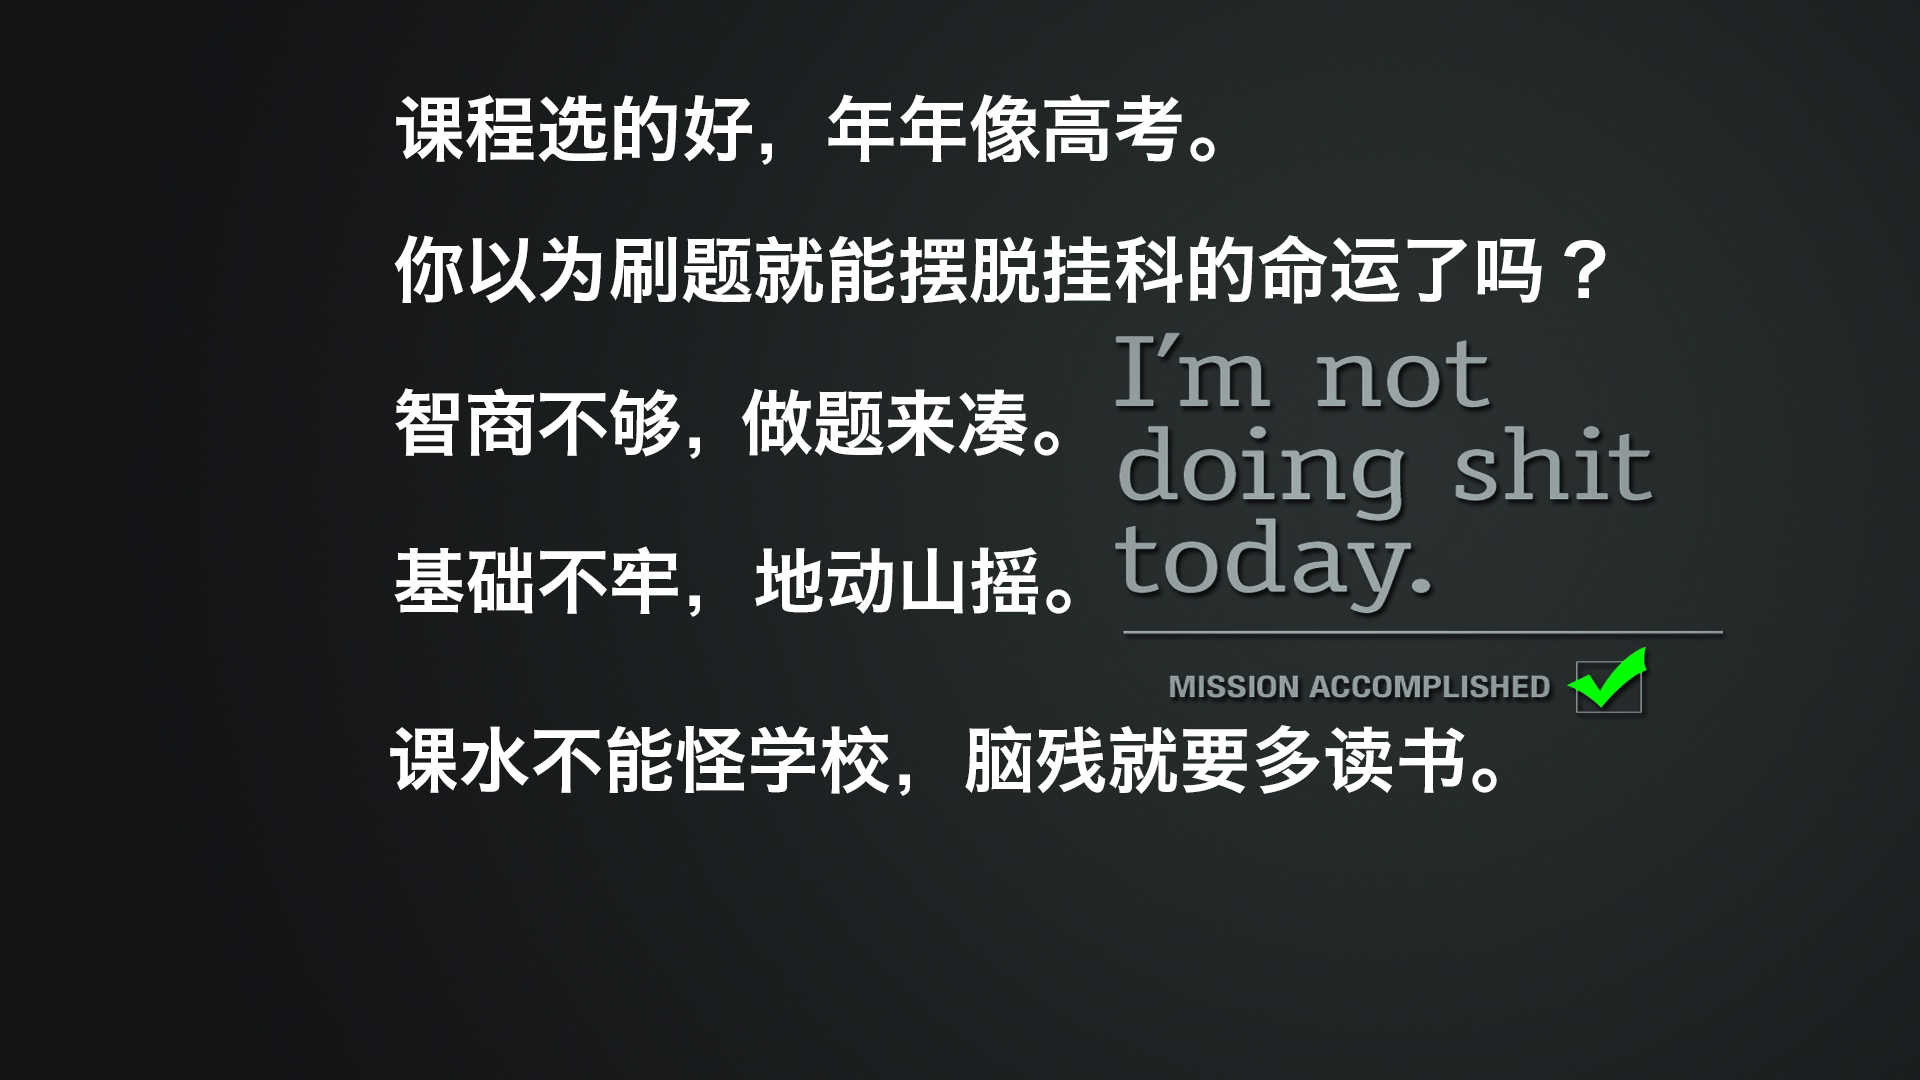 课程选的好，年年像高考。
你以为刷题就能摆脱挂科的命运了吗？
智商不够，做题来凑。
I'm not
doing shit
today.
基础不牢，地动山摇。
MISSION ACCOMPLISHED
课水不能怪学校，脑残就要多读书。